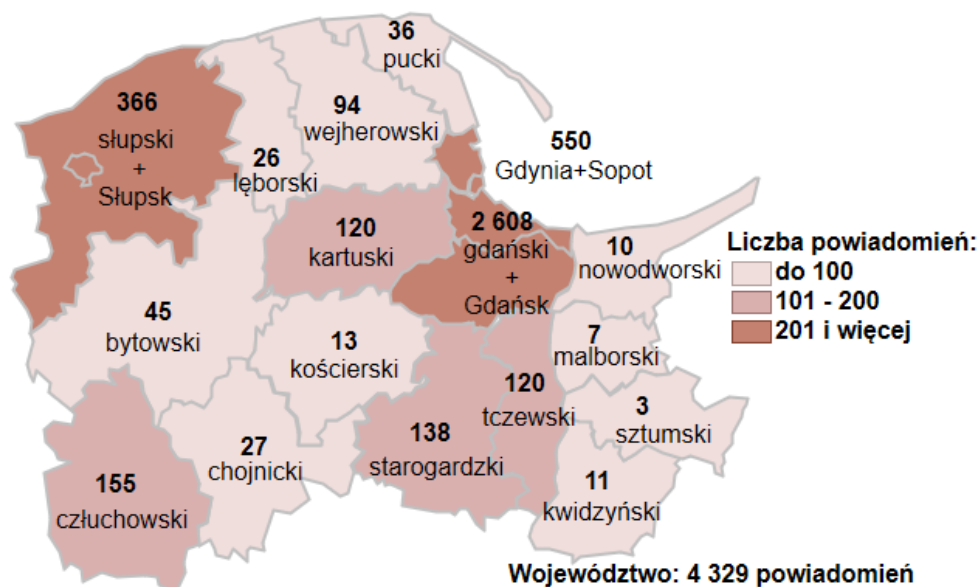 36
pucki
366
słupski
+
Słupsk
94
wejherowski
26
lęborski
550
Gdynia+Sopot
120
kartuski
2 608
gdański
+
Gdańsk
10
nowodworski
Liczba powiadomień:
do 100
101 - 200
201 i więcej
45
bytowski
13
kościerski
7
malborski
120
tczewski
3
sztumski
138
starogardzki
27
chojnicki
155
człuchowski
11
kwidzyński
Województwo: 4 329 powiadomień